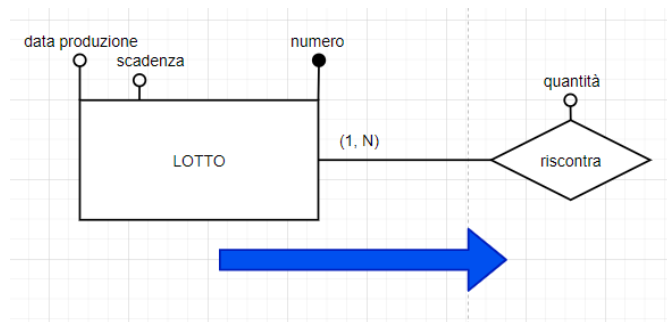 data produzione
scadenza
numero
quantità
(1, N)
LOTTO
riscontra